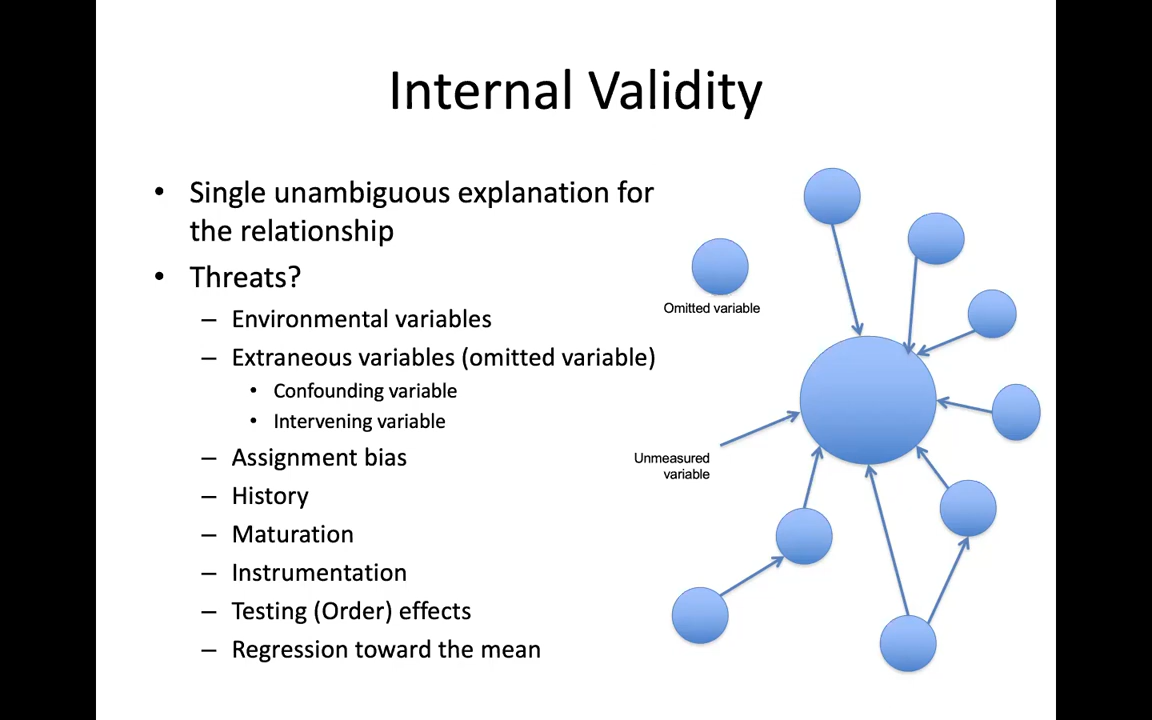 Internal Validity
• Single unambiguous explanation for
the relationship
• Threats?
– Environmental variables
– Extraneous variables (omitted variable)
• Confounding variable
• Intervening variable
– Assignment bias
– History
– Maturation
– Instrumentation
– Testing (Order) effects
– Regression toward the mean
Omitted variable
Unmeasured
variable